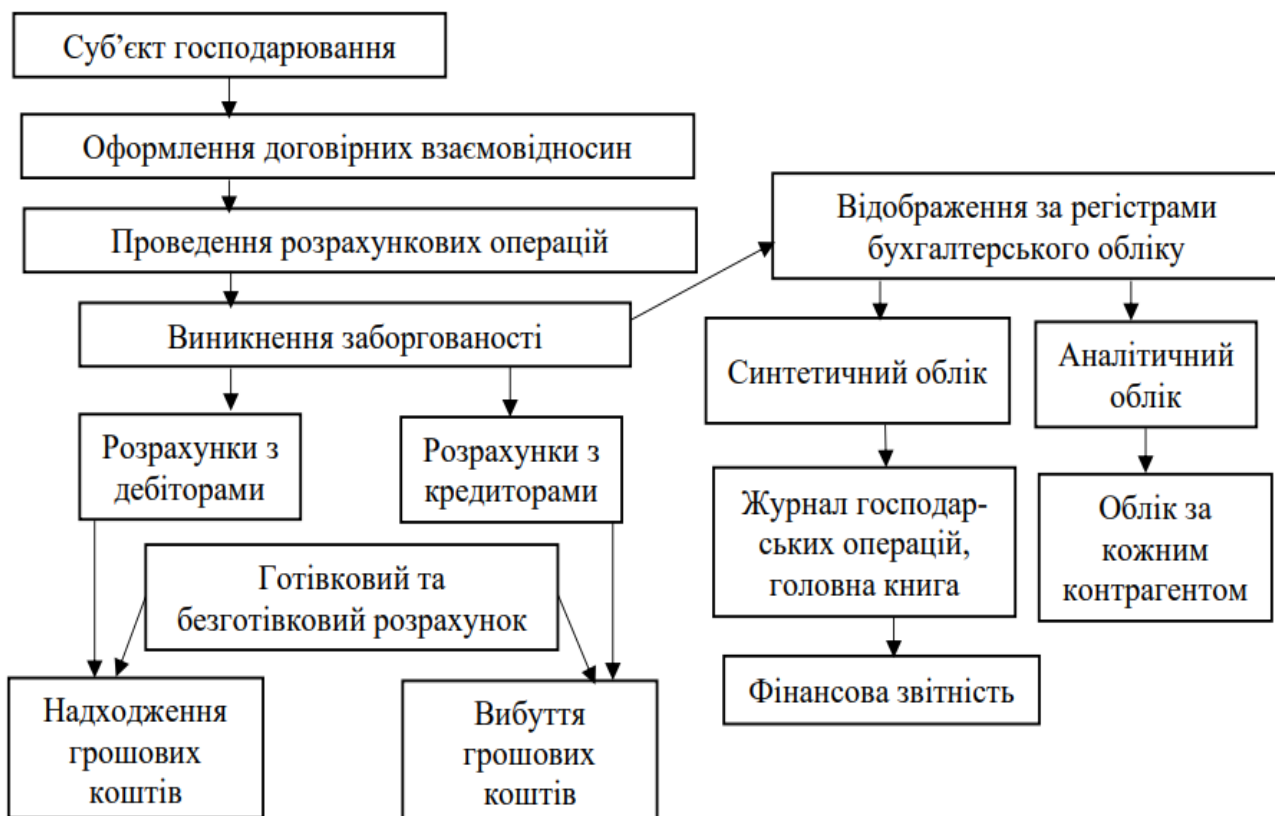 Суб’єкт господарювання
Оформлення договірних взаємовідносин
Проведення розрахункових операцій
Виникнення заборгованості
Розрахунки з
дебіторами
Розрахунки з
кредиторами
Готівковий та
безготівковий розрахунок
Надходження
грошових
коштів
Вибуття
грошових
коштів
Відображення за регістрами
бухгалтерського обліку
Синтетичний облік
Аналітичний
облік
Журнал господар-
ських операцій,
головна книга
Облік за
кожним
контрагентом
Фінансова звітність